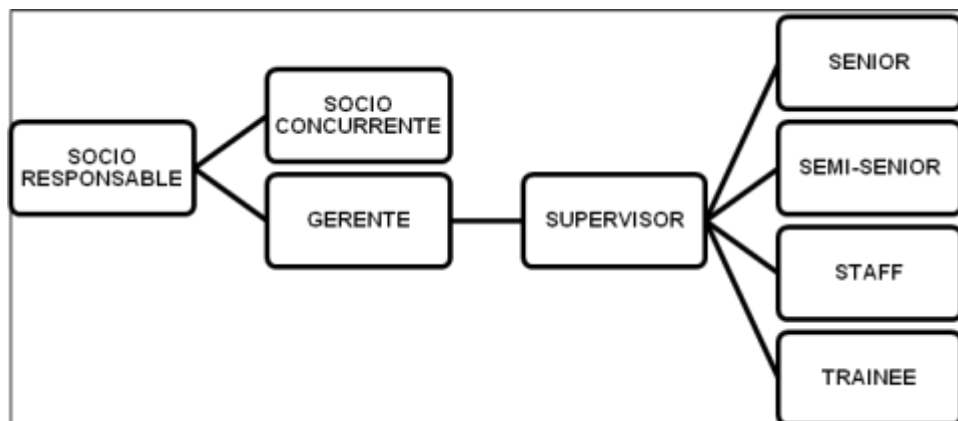 SOCIO
RESPONSABLE
SOCIO
CONCURRENTE
GERENTE
SUPERVISOR
SENIOR
SEMI-SENIOR
STAFF
TRAINEE